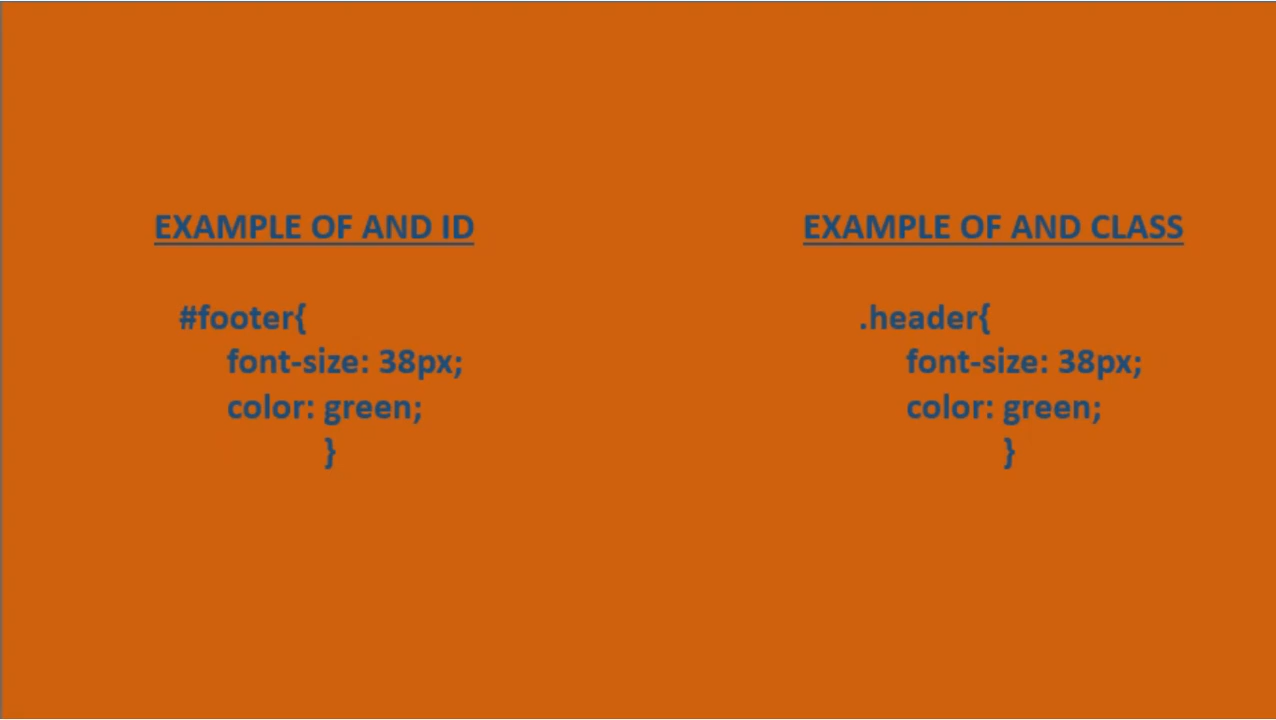 EXAMPLE OF AND ID
#footer{
font-size: 38px;
color: green;
}
EXAMPLE OF AND CLASS
.header{
font-size: 38px;
color: green;
}